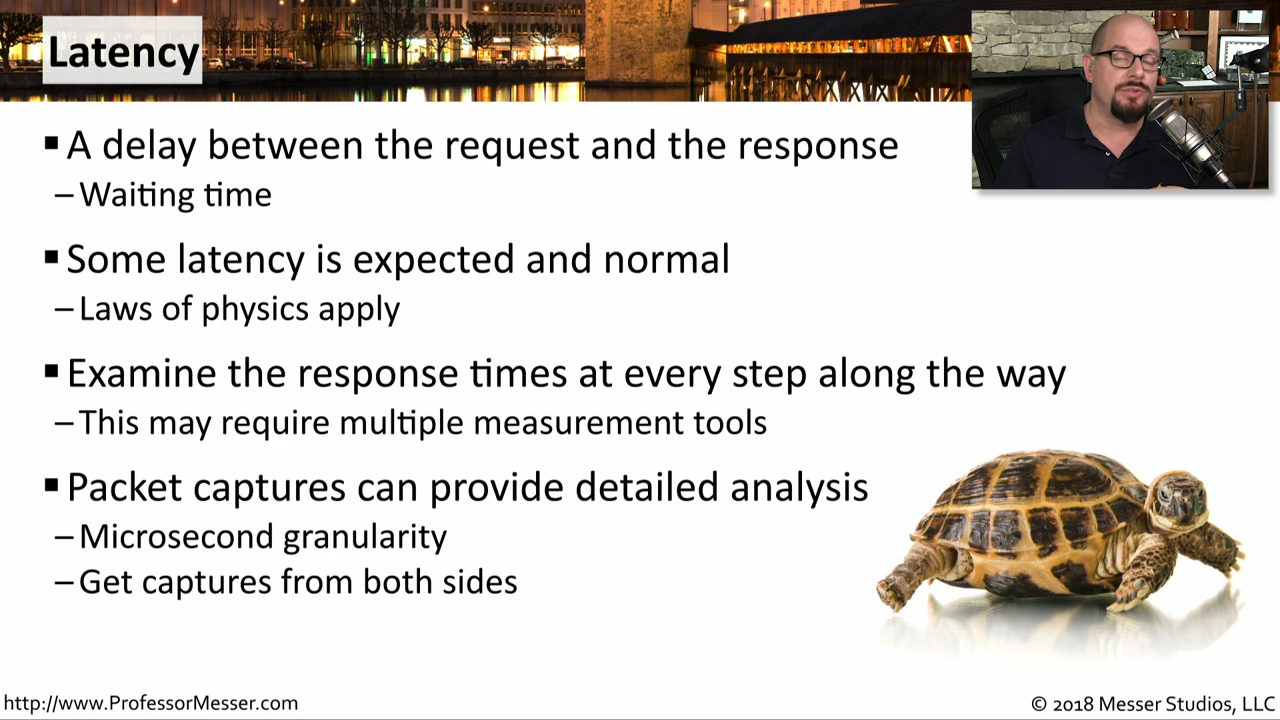 Latency
▪ A delay between the request and the response
– Waiting time
▪ Some latency is expected and normal
– Laws of physics apply
▪ Examine the response times at every step along the way
– This may require multiple measurement tools
▪ Packet captures can provide detailed analysis
– Microsecond granularity
– Get captures from both sides
http://www.ProfessorMesser.com
© 2018 Messer Studios, LLC